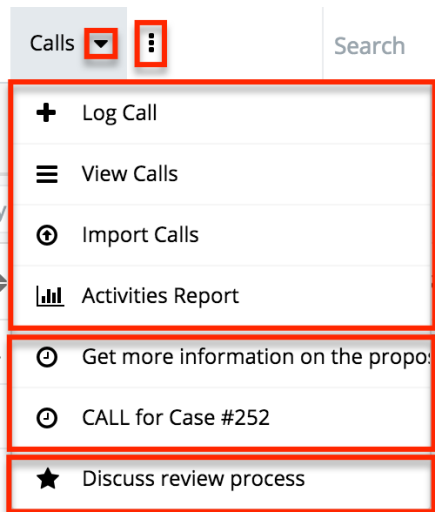 Calls
Search
Log Call
View Calls
Import Calls
Activities Report
Get more information on the propo
CALL for Case #252
Discuss review process